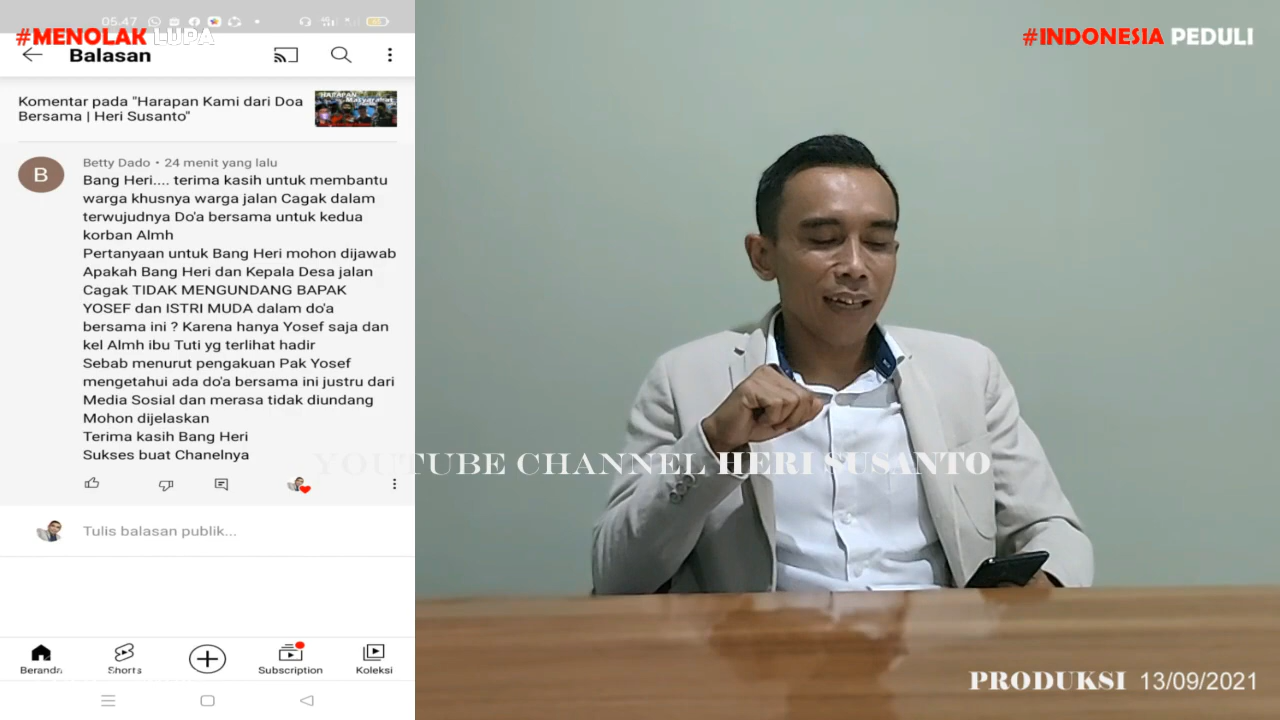 05.47
#MENOLAK LUPA
Balasan
Komentar pada "Harapan Kami dari Doa
Bersama | Heri Susanto"
HARAPAN
Masyarakat
B
Betty Dado • 24 menit yang lalu
Bang Heri.... terima kasih untuk membantu
warga khusnya warga jalan Cagak dalam
terwujudnya Do'a bersama untuk kedua
korban Almh
Pertanyaan untuk Bang Heri mohon dijawab
Apakah Bang Heri dan Kepala Desa jalan
Cagak TIDAK MENGUNDANG BAPAK
YOSEF dan ISTRI MUDA dalam do'a
bersama ini ? Karena hanya Yosef saja dan
kel Almh ibu Tuti yg terlihat hadir
Sebab menurut pengakuan Pak Yosef
mengetahui ada do'a bersama ini justru dari
Media Sosial dan merasa tidak diundang
Mohon dijelaskan
Terima kasih Bang Heri
Sukses buat Chanelnya
Tulis balasan publik...
Beranda
Shorts
Subscription
Koleksi
#INDONESIA PEDULI
YOUTUBE CHANNEL HERI SUSANTO
PRODUKSI 13/09/2021